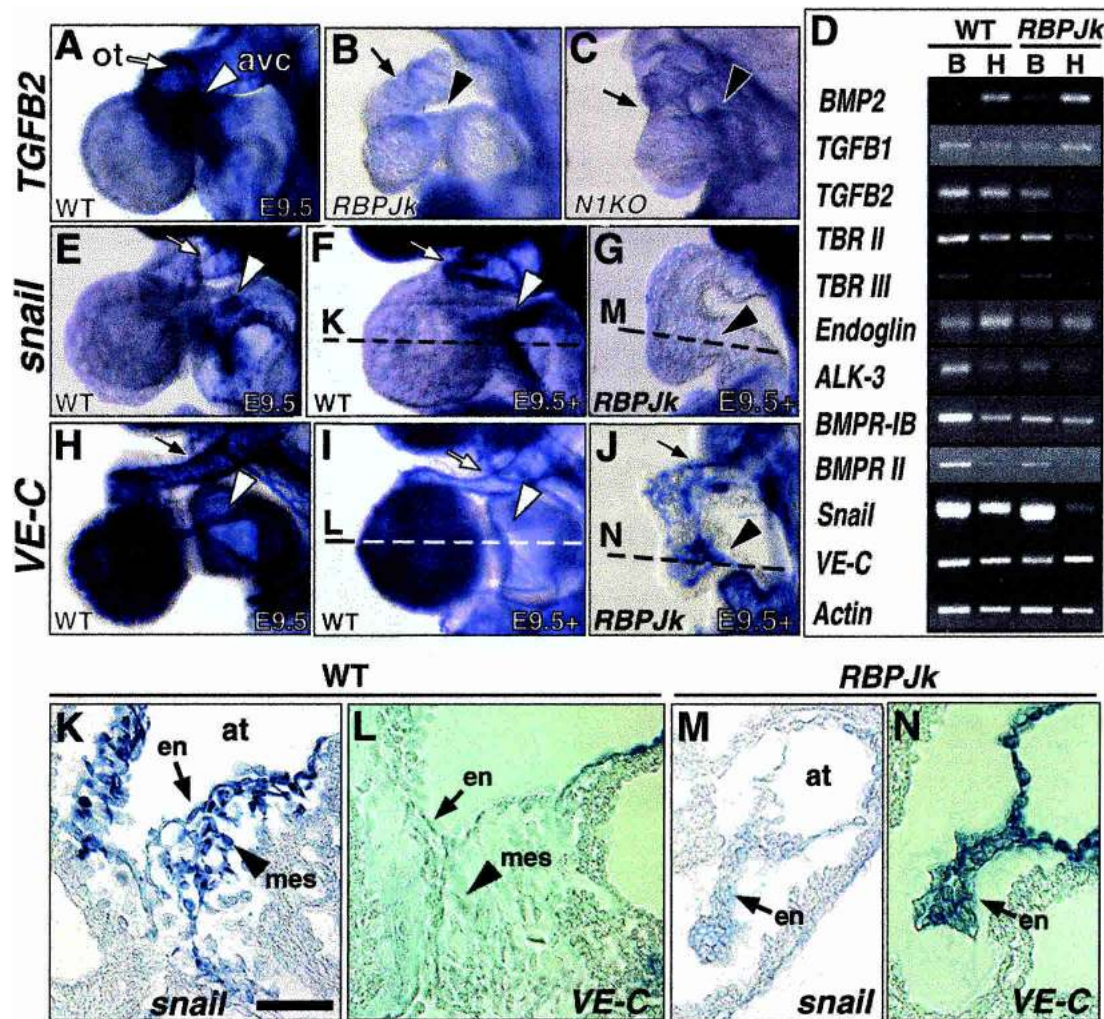 TGFB2
A
ot
avc
WT
E9.5
B
RBPJk
C
N1KO
D
WT RBPJk
B H B H
BMP2
TGFB1
TGFB2
TBR II
TBR III
Endoglin
ALK-3
BMPR-IB
BMPR II
Snail
VE-C
Actin
snail
E
WT
E9.5
F
K
WT
E9.5+
G
M
RBPJk
E9.5+
VE-C
H
WT
E9.5
I
L
WT
E9.5+
J
N
RBPJk
E9.5+
WT
RBPJk
K
at
en
mes
snail
L
en
mes
VE-C
M
at
en
snail
N
en
VE-C